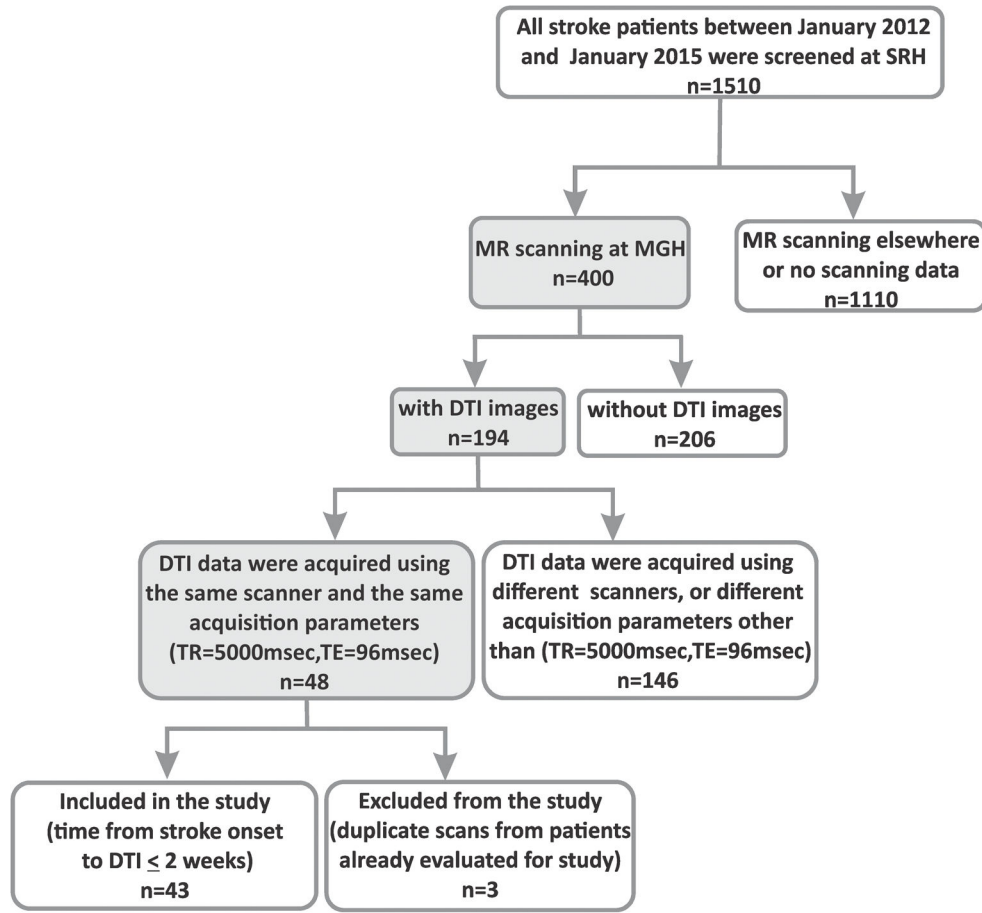 All stroke patients between January 2012
and January 2015 were screened at SRH
n=1510
MR scanning at MGH
n=400
MR scanning elsewhere
or no scanning data
n=1110
with DTI images
n=194
without DTI images
n=206
DTI data were acquired using
the same scanner and the same
acquisition parameters
(TR=5000msec,TE=96msec)
n=48
DTI data were acquired using
different scanners, or different
acquisition parameters other
than (TR=5000msec,TE=96msec)
n=146
Included in the study
(time from stroke onset
to DTI ≤ 2 weeks)
n=43
Excluded from the study
(duplicate scans from patients
already evaluated for study)
n=3